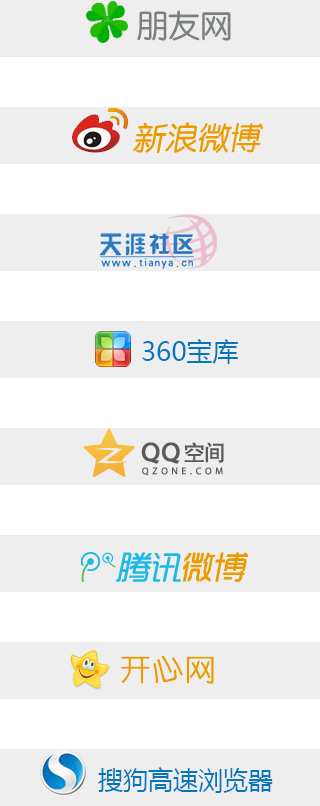 朋友网
新浪微博
天涯社区
www.tianya.cn
360宝库
QQ空间
QZONE.COM
腾讯微博
开心网
搜狗高速浏览器